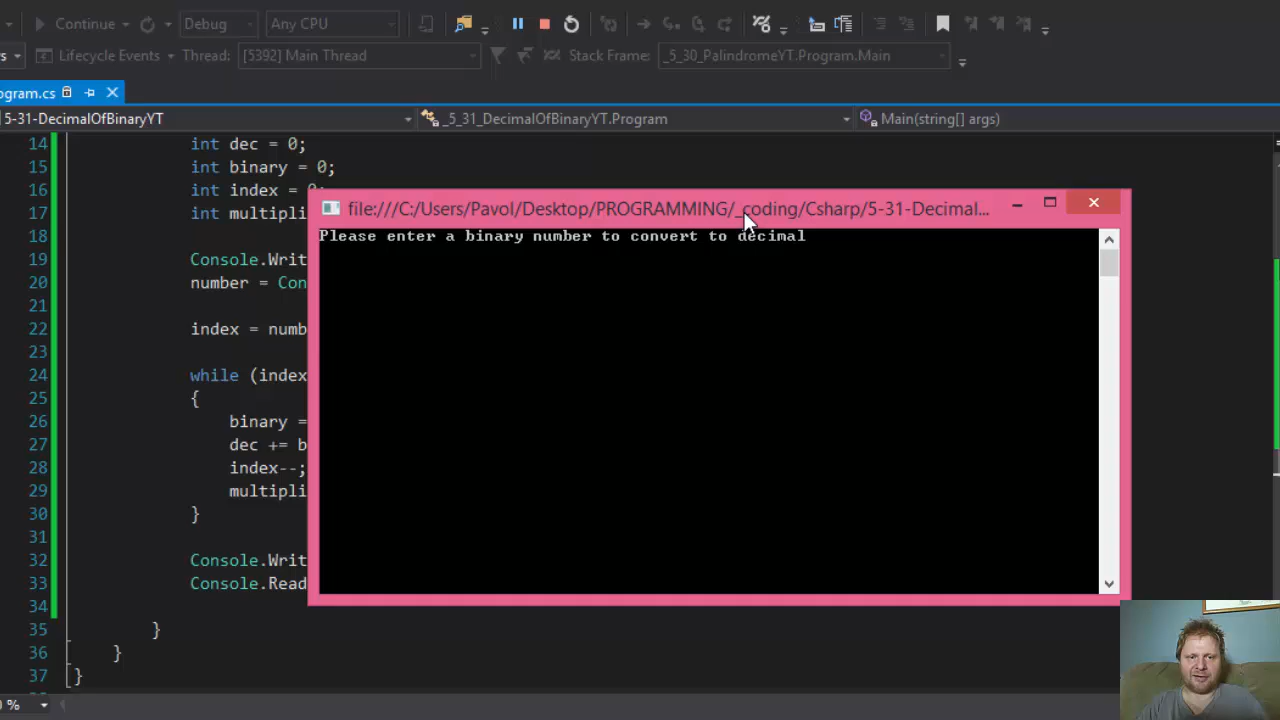 Continue Debug Any CPU
Lifecycle Events Thread: [5392] Main Thread Stack Frame: _5_30_PalindromeYT.Program.Main
ogram.cs
5-31-DecimalOfBinaryYT _5_31_DecimalOfBinaryYT.Program Main(string[] args)
14 int dec = 0;
15 int binary = 0;
16 int index = 0;
17 int multipli
file:///C:/Users/Pavol/Desktop/PROGRAMMING/_coding/Csharp/5-31-Decimal...
Please enter a binary number to convert to decimal
18
19 Console.Writ
20 number = Con
21
22 index = numb
23
24 while (index
25 {
26 binary =
27 dec += b
28 index--;
29 multipli
30 }
31
32 Console.Writ
33 Console.Read
34
35 }
36 }
37 }
%